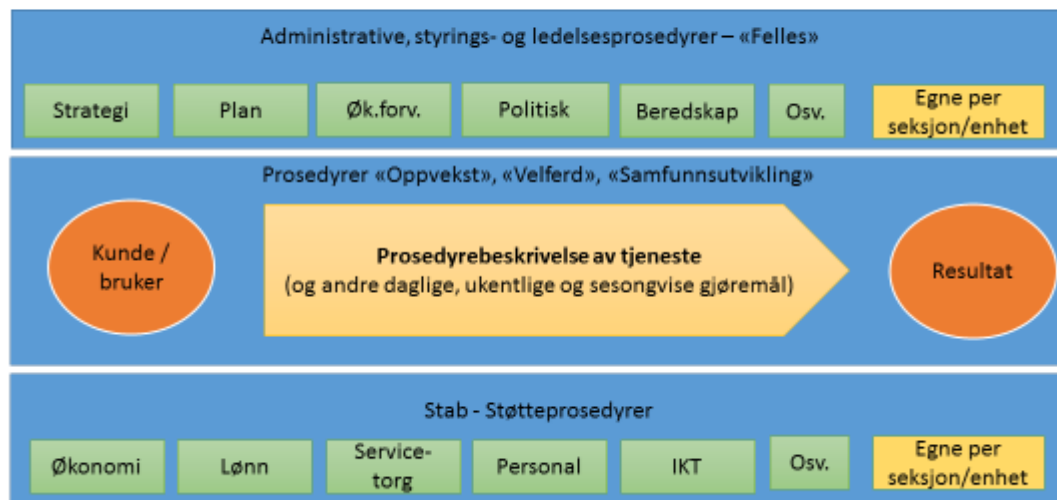 Administrative, styrings- og ledelsesprosedyrer – «Felles»
Strategi
Plan
Øk.forv.
Politisk
Beredskap
Osv.
Egne per
seksjon/enhet
Prosedyrer «Oppvekst», «Velferd», «Samfunnsutvikling»
Kunde /
bruker
Prosedyrebeskrivelse av tjeneste
(og andre daglige, ukentlige og sesongvise gjøremål)
Resultat
Stab - Støtteprosedyrer
Økonomi
Lønn
Service-
torg
Personal
IKT
Osv.
Egne per
seksjon/enhet